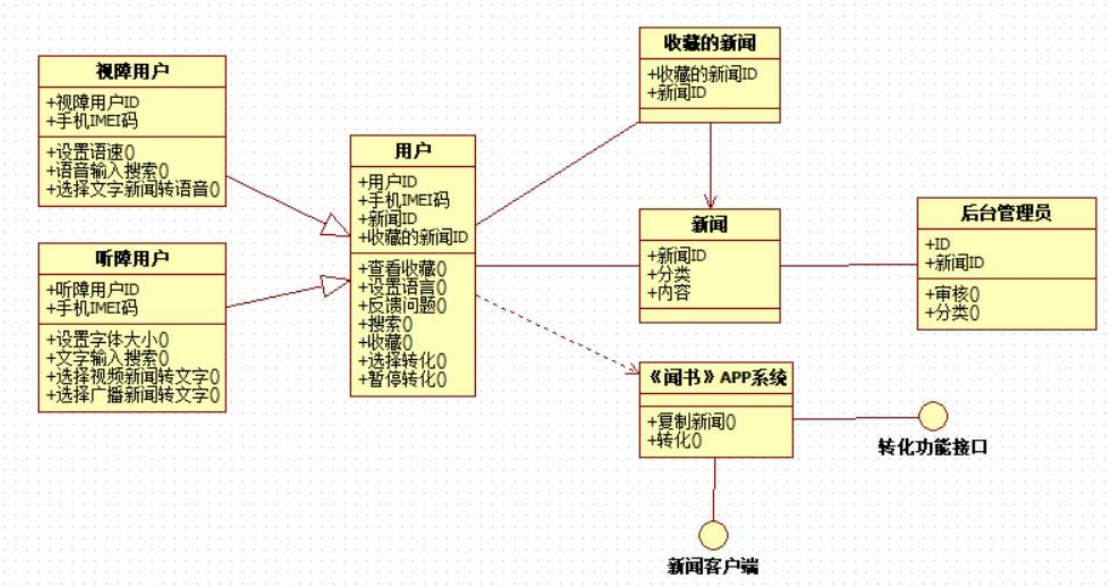 视障用户
+视障用户ID
+手机IMEI码
+设置语速()
+语音输入搜索()
+选择文字新闻转语音()
听障用户
+听障用户ID
+手机IMEI码
+设置字体大小()
+文字输入搜索()
+选择视频新闻转文字()
+选择广播新闻转文字()
用户
+用户ID
+手机IMEI码
+新闻ID
+收藏的新闻ID
+查看收藏()
+设置语言()
+反馈问题()
+搜索()
+收藏()
+选择转化()
+暂停转化()
收藏的新闻
+收藏的新闻ID
+新闻ID
新闻
+新闻ID
+分类
+内容
后台管理员
+ID
+新闻ID
+审核()
+分类()
《闻书》APP系统
+复制新闻()
+转化()
转化功能接口
新闻客户端